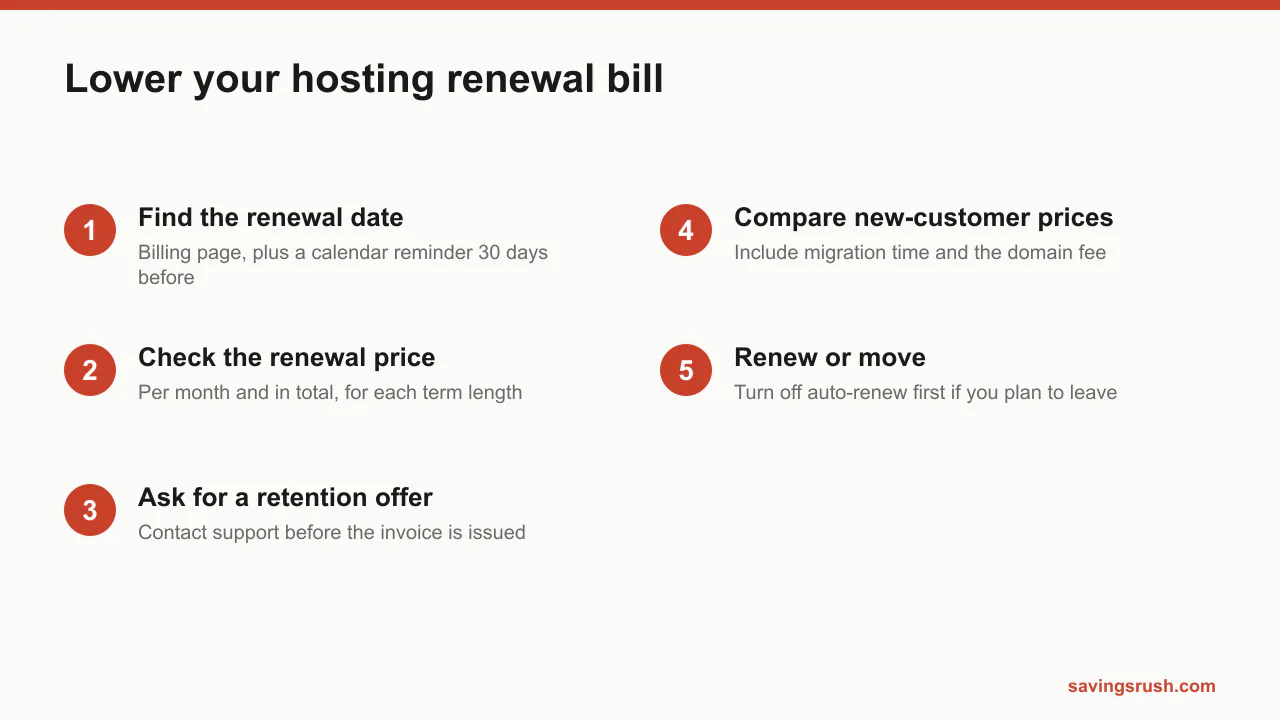 Lower your hosting renewal bill
1
Find the renewal date
Billing page, plus a calendar reminder 30 days
before
2
Check the renewal price
Per month and in total, for each term length
3
Ask for a retention offer
Contact support before the invoice is issued
4
Compare new-customer prices
Include migration time and the domain fee
5
Renew or move
Turn off auto-renew first if you plan to leave
savingsrush.com